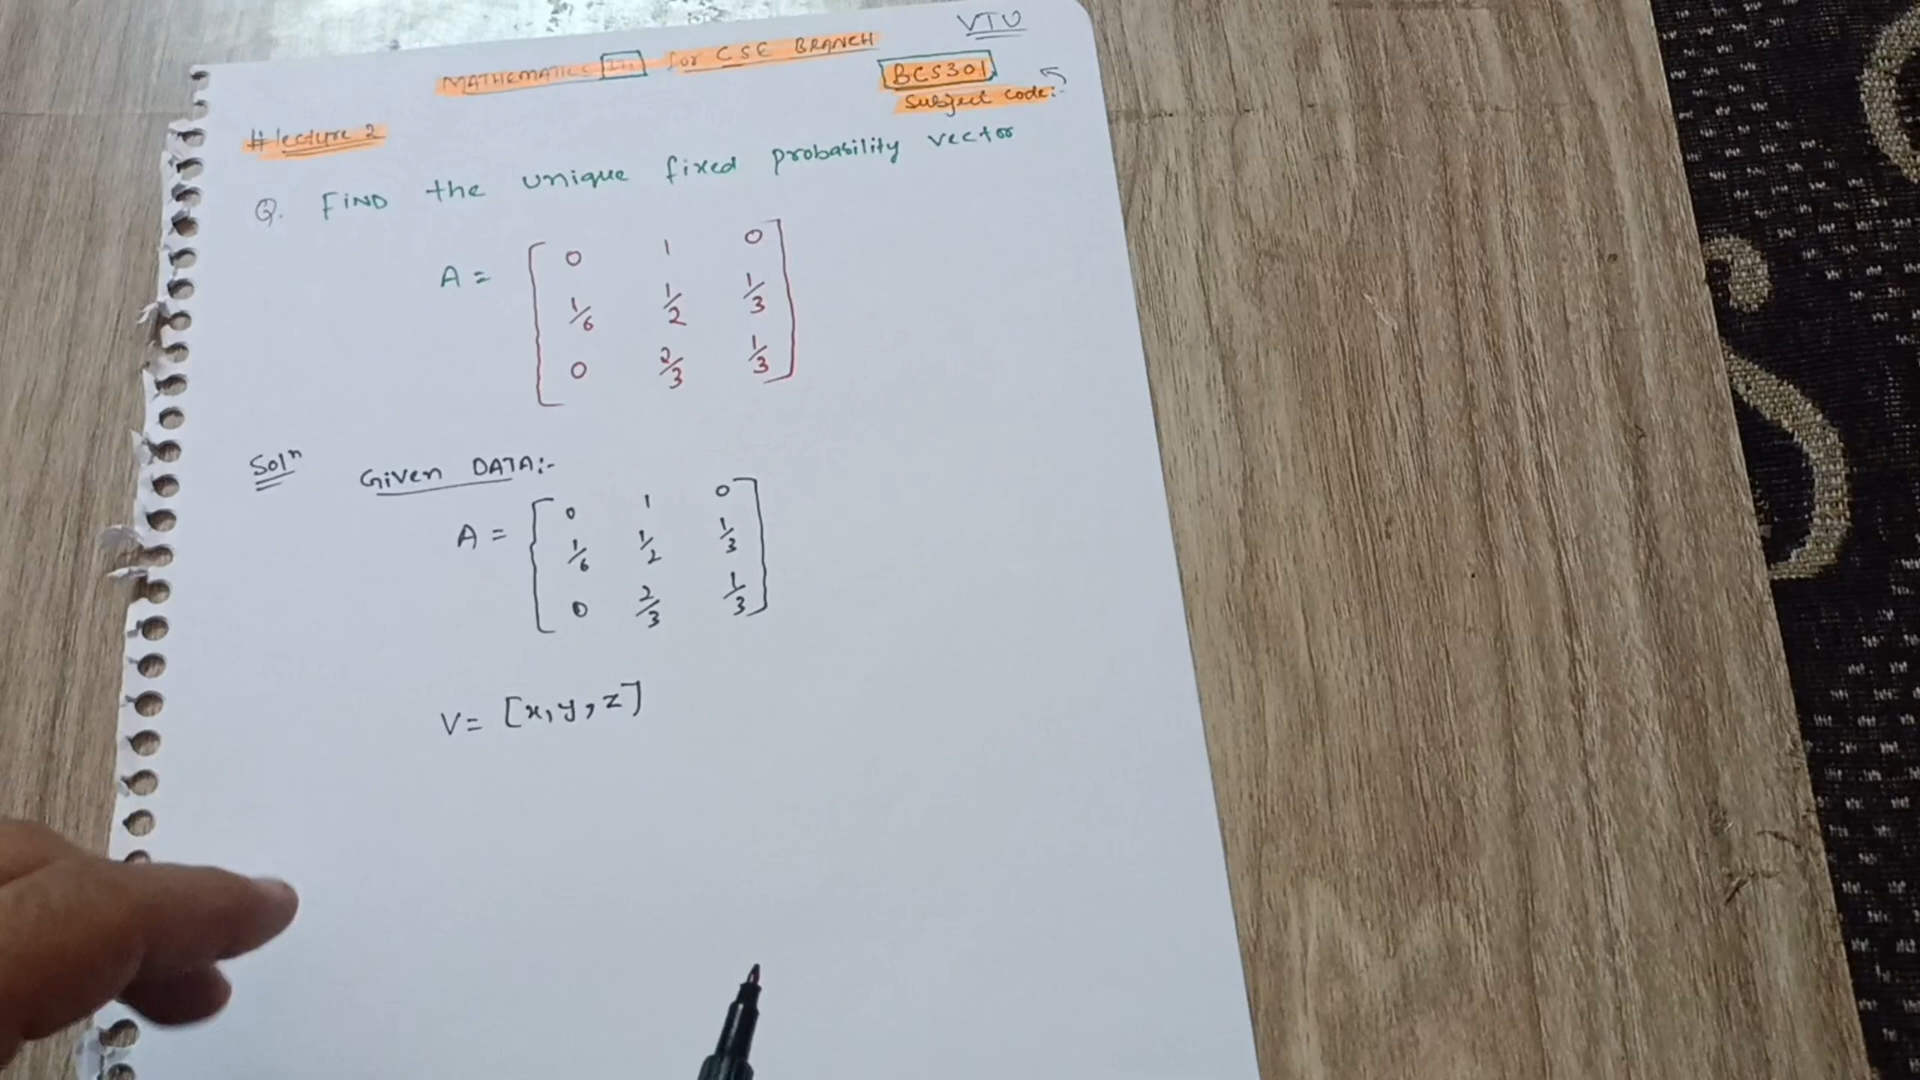 VTU
MATHEMATICS III for CSE BRANCH
BCS301
Subject code:-
#lecture 2
Q. FIND the unique fixed probability vector
A = [ 0 1 0
1/6 1/2 1/3
0 2/3 1/3 ]
Solⁿ Given DATA:-
A = [ 0 1 0
1/6 1/2 1/3
0 2/3 1/3 ]
V = [x, y, z]